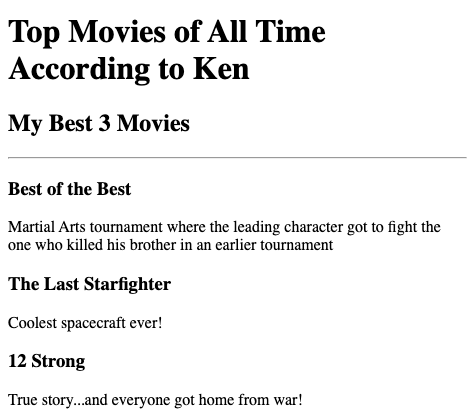 Top Movies of All Time
According to Ken
My Best 3 Movies
Best of the Best
Martial Arts tournament where the leading character got to fight the
one who killed his brother in an earlier tournament
The Last Starfighter
Coolest spacecraft ever!
12 Strong
True story...and everyone got home from war!